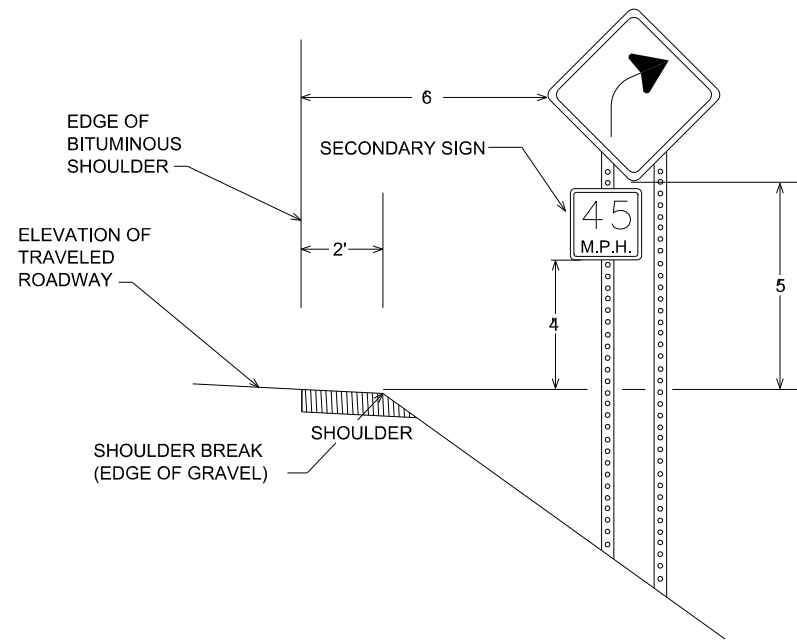 6
EDGE OF
BITUMINOUS
SHOULDER
SECONDARY SIGN
45
M.P.H.
ELEVATION OF
TRAVELED
ROADWAY
2'
5
4'
SHOULDER
SHOULDER BREAK
(EDGE OF GRAVEL)